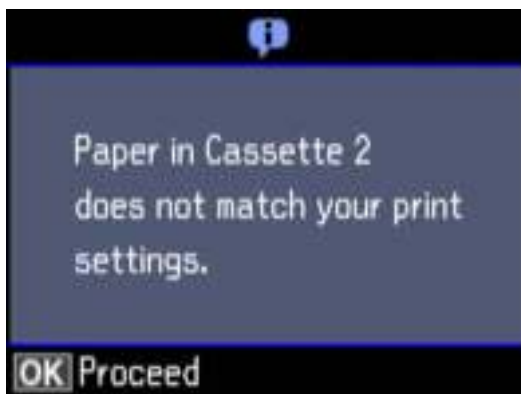 Paper in Cassette 2
does not match your print
settings.
OK Proceed